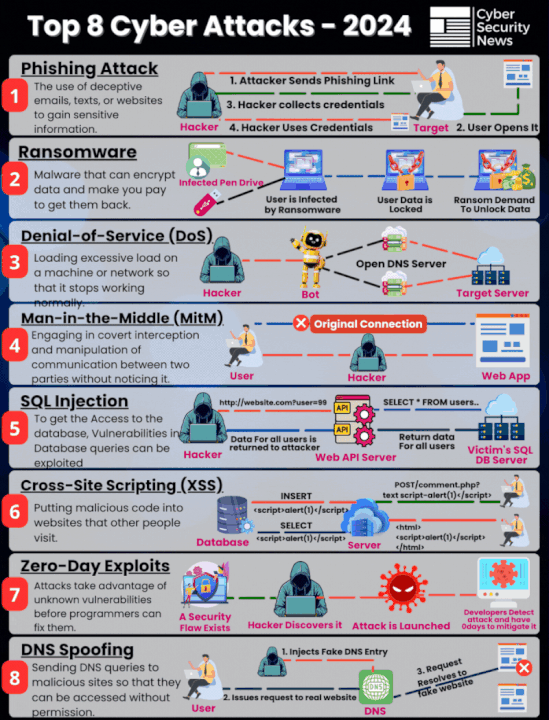 Top 8 Cyber Attacks - 2024
Cyber
Security
News
1
Phishing Attack
The use of deceptive
emails, texts, or websites
to gain sensitive
information.
Hacker
1. Attacker Sends Phishing Link
3. Hacker collects credentials
4. Hacker Uses Credentials
Target
2. User Opens It
2
Ransomware
Malware that can encrypt
data and make you pay
to get them back.
Infected Pen Drive
User is Infected
by Ransomware
User Data is
Locked
Ransom Demand
To Unlock Data
3
Denial-of-Service (DoS)
Loading excessive load on
a machine or network so
that it stops working
normally.
Hacker
Bot
Open DNS Server
Target Server
4
Man-in-the-Middle (MitM)
Engaging in covert interception
and manipulation of
communication between two
parties without noticing it.
User
Original Connection
Hacker
Web App
5
SQL Injection
To get the Access to the
database, Vulnerabilities in
Database queries can be
exploited
Hacker
http://website.com?user=99
Data For all users is
returned to attacker
API
API
Web API Server
SELECT * FROM users..
Return data
For all users
Victim's SQL
DB Server
6
Cross-Site Scripting (XSS)
Putting malicious code into
websites that other people
visit.
Database
INSERT
<script>alert(1)</script>
SELECT
<script>alert(1)</script>
Server
POST/comment.php?
text script-alert(1)</script>
<html>
<script>alert(1)</script>
</html>
7
Zero-Day Exploits
Attacks take advantage of
unknown vulnerabilities
before programmers can
fix them.
A Security
Flaw Exists
Hacker Discovers it
Attack is Launched
Developers Detect
attack and have
0days to mitigate it
8
DNS Spoofing
Sending DNS queries to
malicious sites so that they
can be accessed without
permission.
User
1. Injects Fake DNS Entry
2. Issues request to real website
DNS
DNS
3. Request
Resolves to
fake website